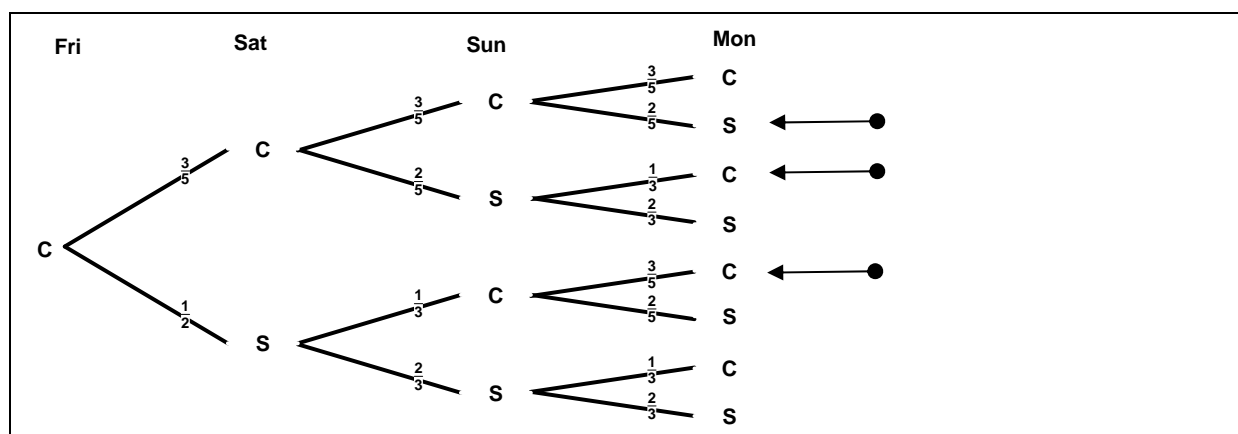 Fri Sat Sun Mon
3/5 C
3/5 C
2/5 S
3/5 C
2/5 S
1/3 C
2/3 S
C
1/2 S
1/3 C
3/5 C
2/5 S
2/3 S
1/3 C
2/3 S